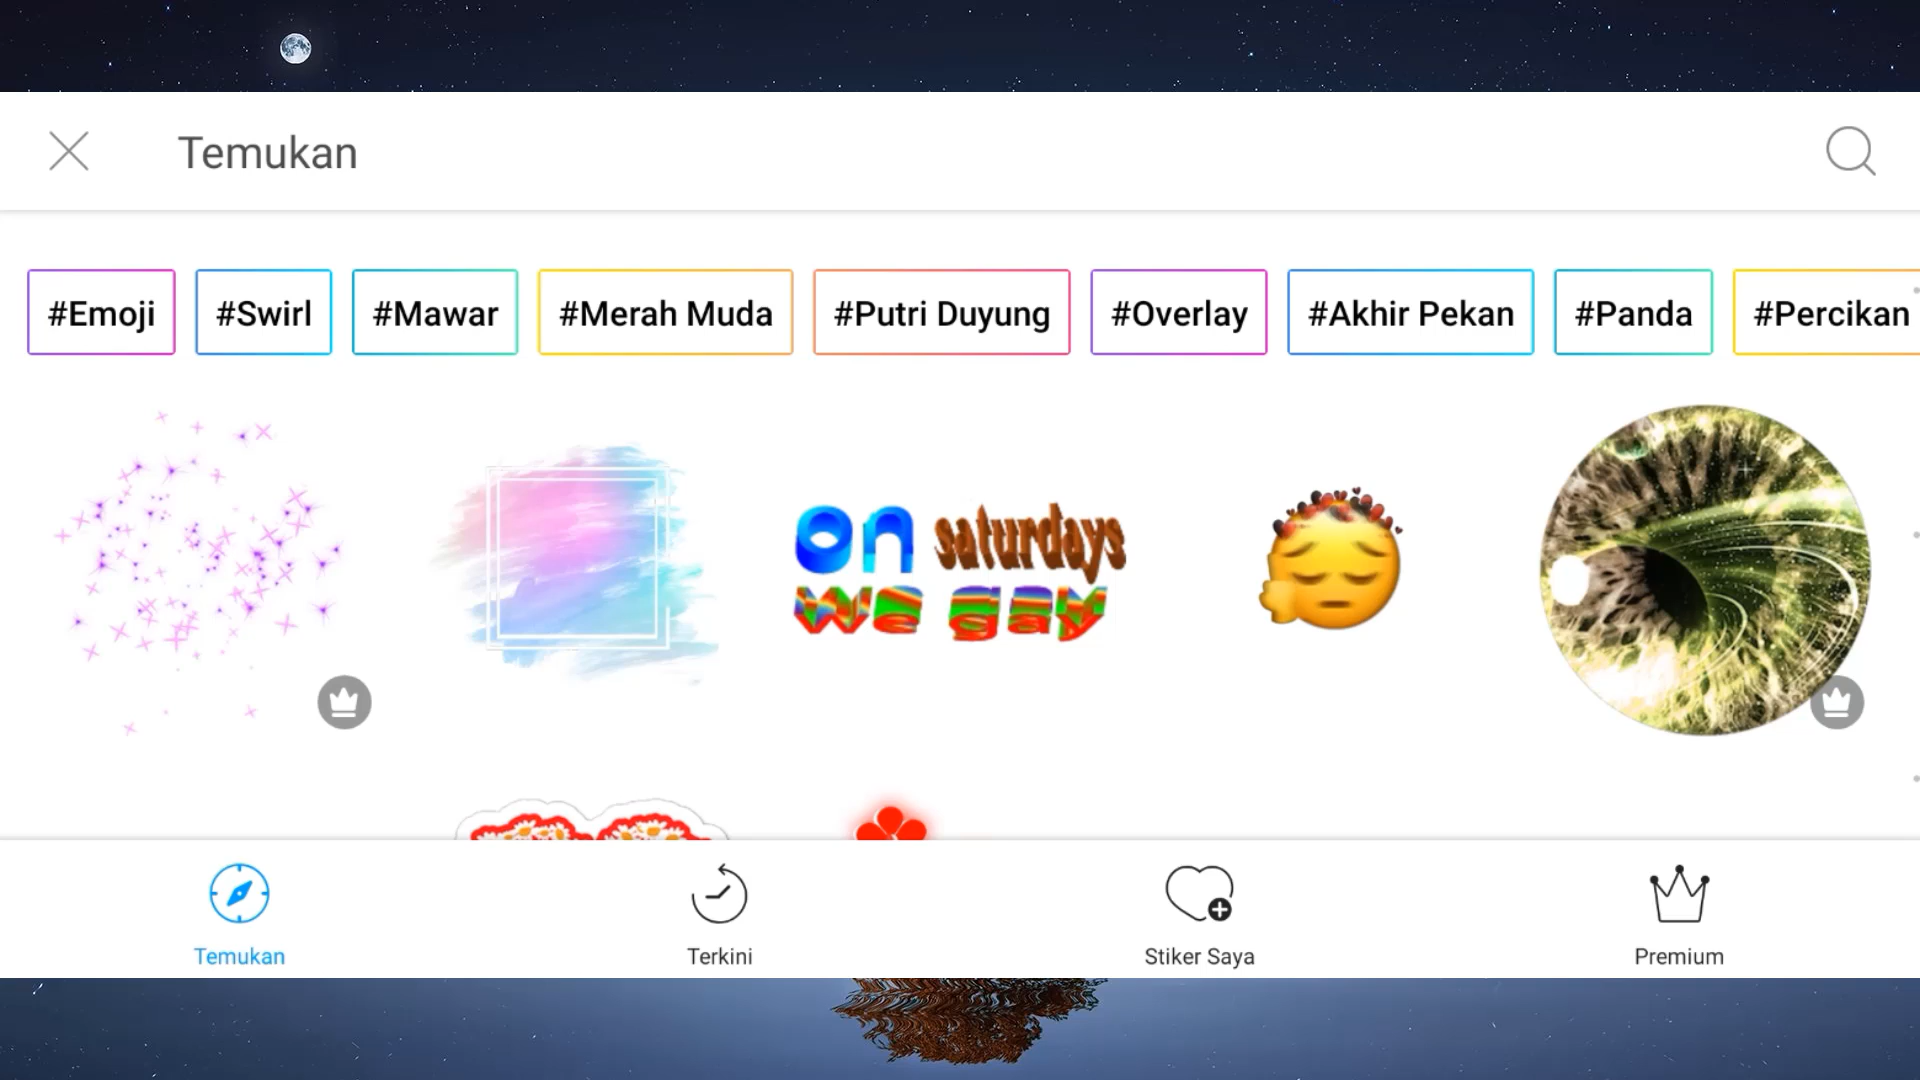 Temukan
#Emoji #Swirl #Mawar #Merah Muda #Putri Duyung #Overlay #Akhir Pekan #Panda #Percikan
on saturdays
we gay
Temukan Terkini Stiker Saya Premium